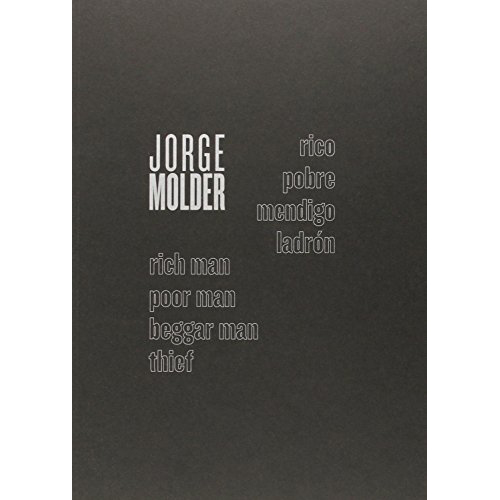 JORGE
MOLDER
rico
pobre
mendigo
ladrón
rich man
poor man
beggar man
thief